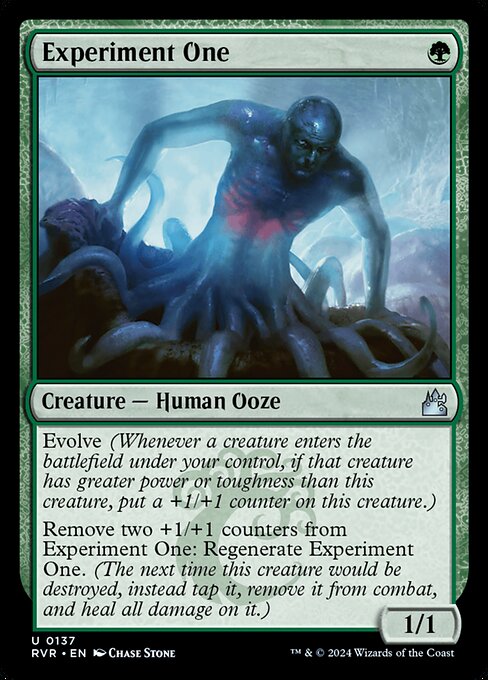 Experiment One
Creature — Human Ooze
Evolve (Whenever a creature enters the
battlefield under your control, if that creature
has greater power or toughness than this
creature, put a +1/+1 counter on this creature.)
Remove two +1/+1 counters from
Experiment One: Regenerate Experiment
One. (The next time this creature would be
destroyed, instead tap it, remove it from combat,
and heal all damage on it.)
1/1
U 0137
RVR • EN Chase Stone
™ & © 2024 Wizards of the Coast